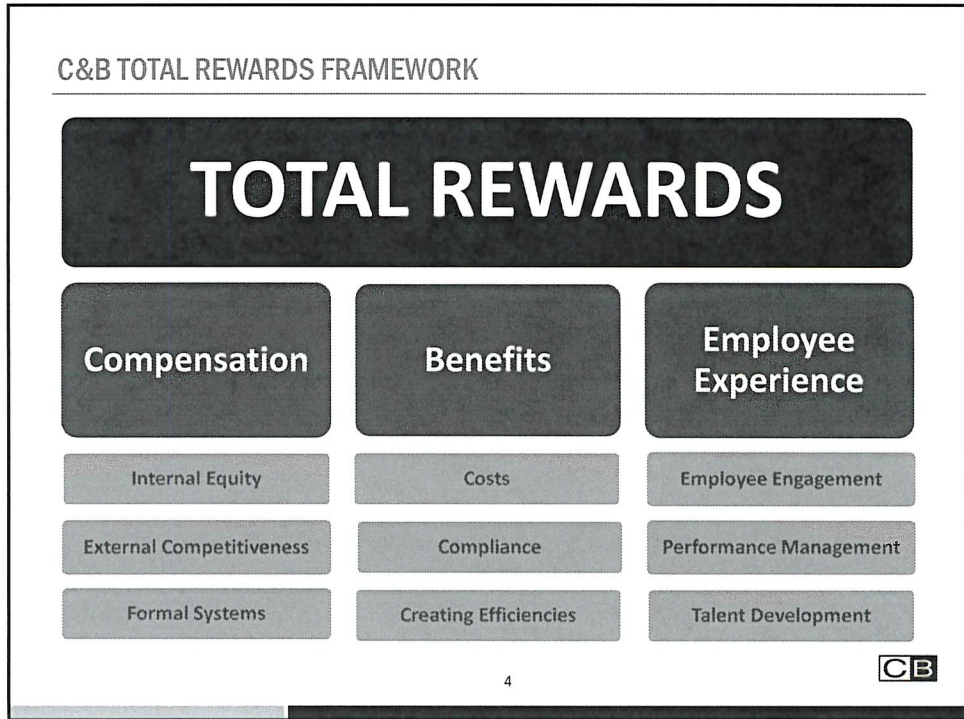 C&B TOTAL REWARDS FRAMEWORK
TOTAL REWARDS
Compensation
Benefits
Employee
Experience
Internal Equity
Costs
Employee Engagement
External Competitiveness
Compliance
Performance Management
Formal Systems
Creating Efficiencies
Talent Development
4
CB